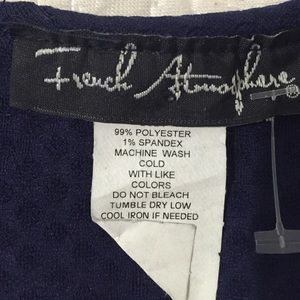 French Atmosphere
99% POLYESTER
1% SPANDEX
MACHINE WASH
COLD
WITH LIKE
COLORS
DO NOT BLEACH
TUMBLE DRY LOW
COOL IRON IF NEEDED